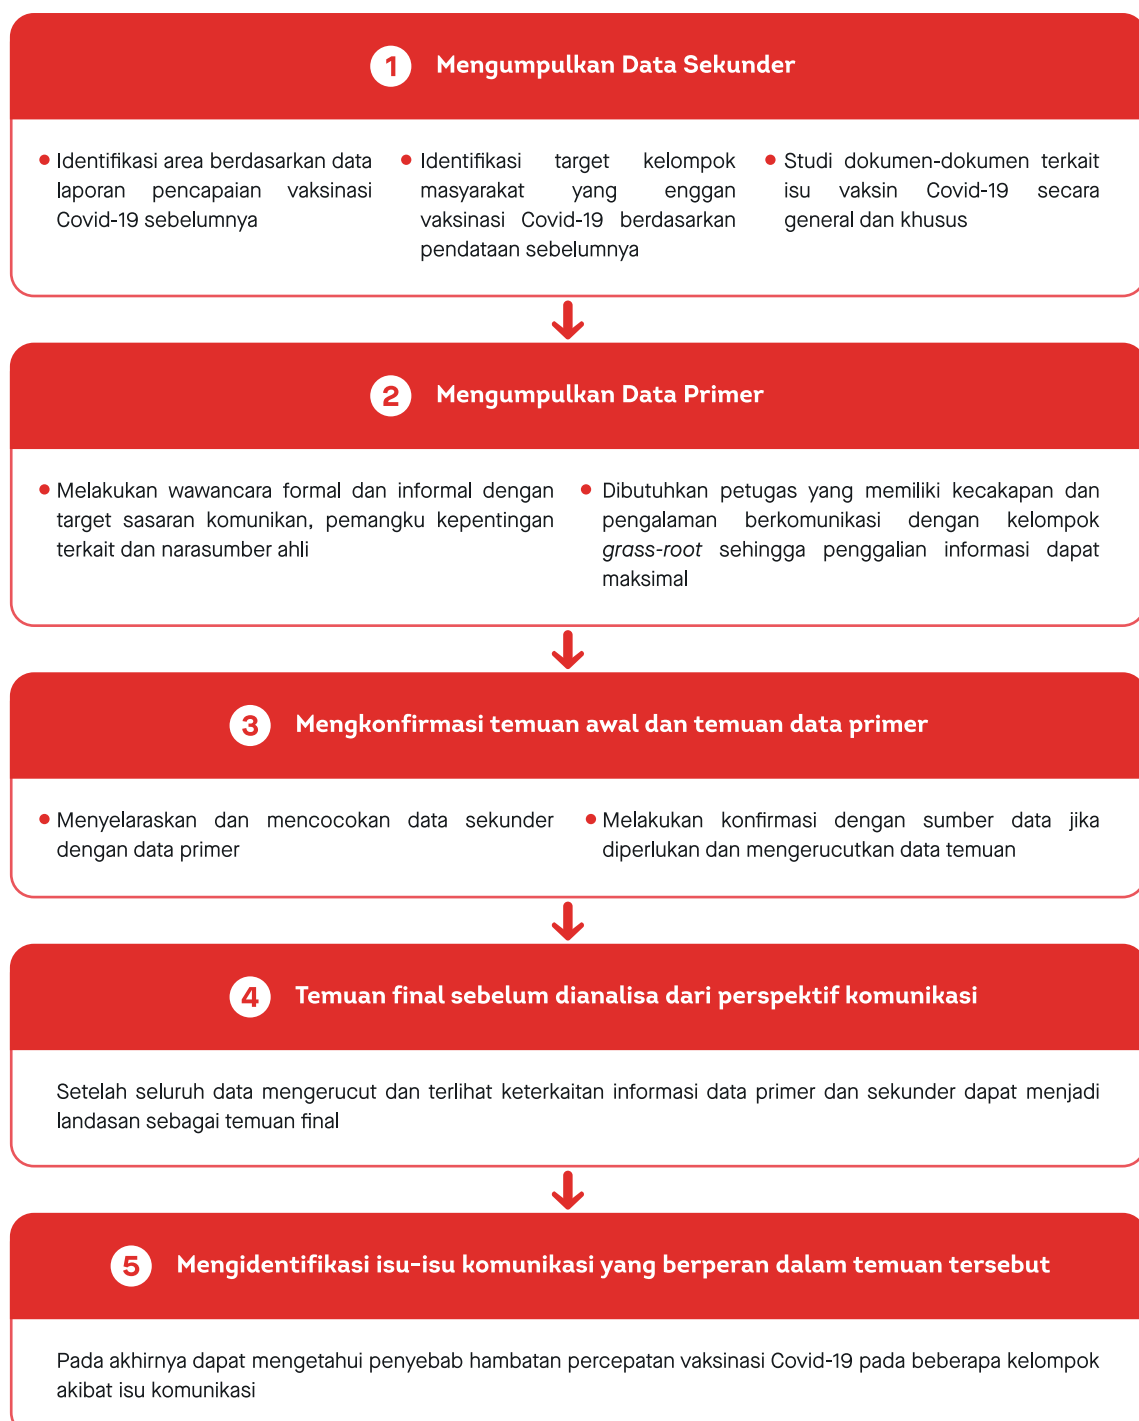 1 Mengumpulkan Data Sekunder
• Identifikasi area berdasarkan data
laporan pencapaian vaksinasi
Covid-19 sebelumnya
• Identifikasi target kelompok
masyarakat yang enggan
vaksinasi Covid-19 berdasarkan
pendataan sebelumnya
• Studi dokumen-dokumen terkait
isu vaksin Covid-19 secara
general dan khusus
2 Mengumpulkan Data Primer
• Melakukan wawancara formal dan informal dengan
target sasaran komunikan, pemangku kepentingan
terkait dan narasumber ahli
• Dibutuhkan petugas yang memiliki kecakapan dan
pengalaman berkomunikasi dengan kelompok
grass-root sehingga penggalian informasi dapat
maksimal
3 Mengkonfirmasi temuan awal dan temuan data primer
• Menyelaraskan dan mencocokan data sekunder
dengan data primer
• Melakukan konfirmasi dengan sumber data jika
diperlukan dan mengerucutkan data temuan
4 Temuan final sebelum dianalisa dari perspektif komunikasi
Setelah seluruh data mengerucut dan terlihat keterkaitan informasi data primer dan sekunder dapat menjadi
landasan sebagai temuan final
5 Mengidentifikasi isu-isu komunikasi yang berperan dalam temuan tersebut
Pada akhirnya dapat mengetahui penyebab hambatan percepatan vaksinasi Covid-19 pada beberapa kelompok
akibat isu komunikasi